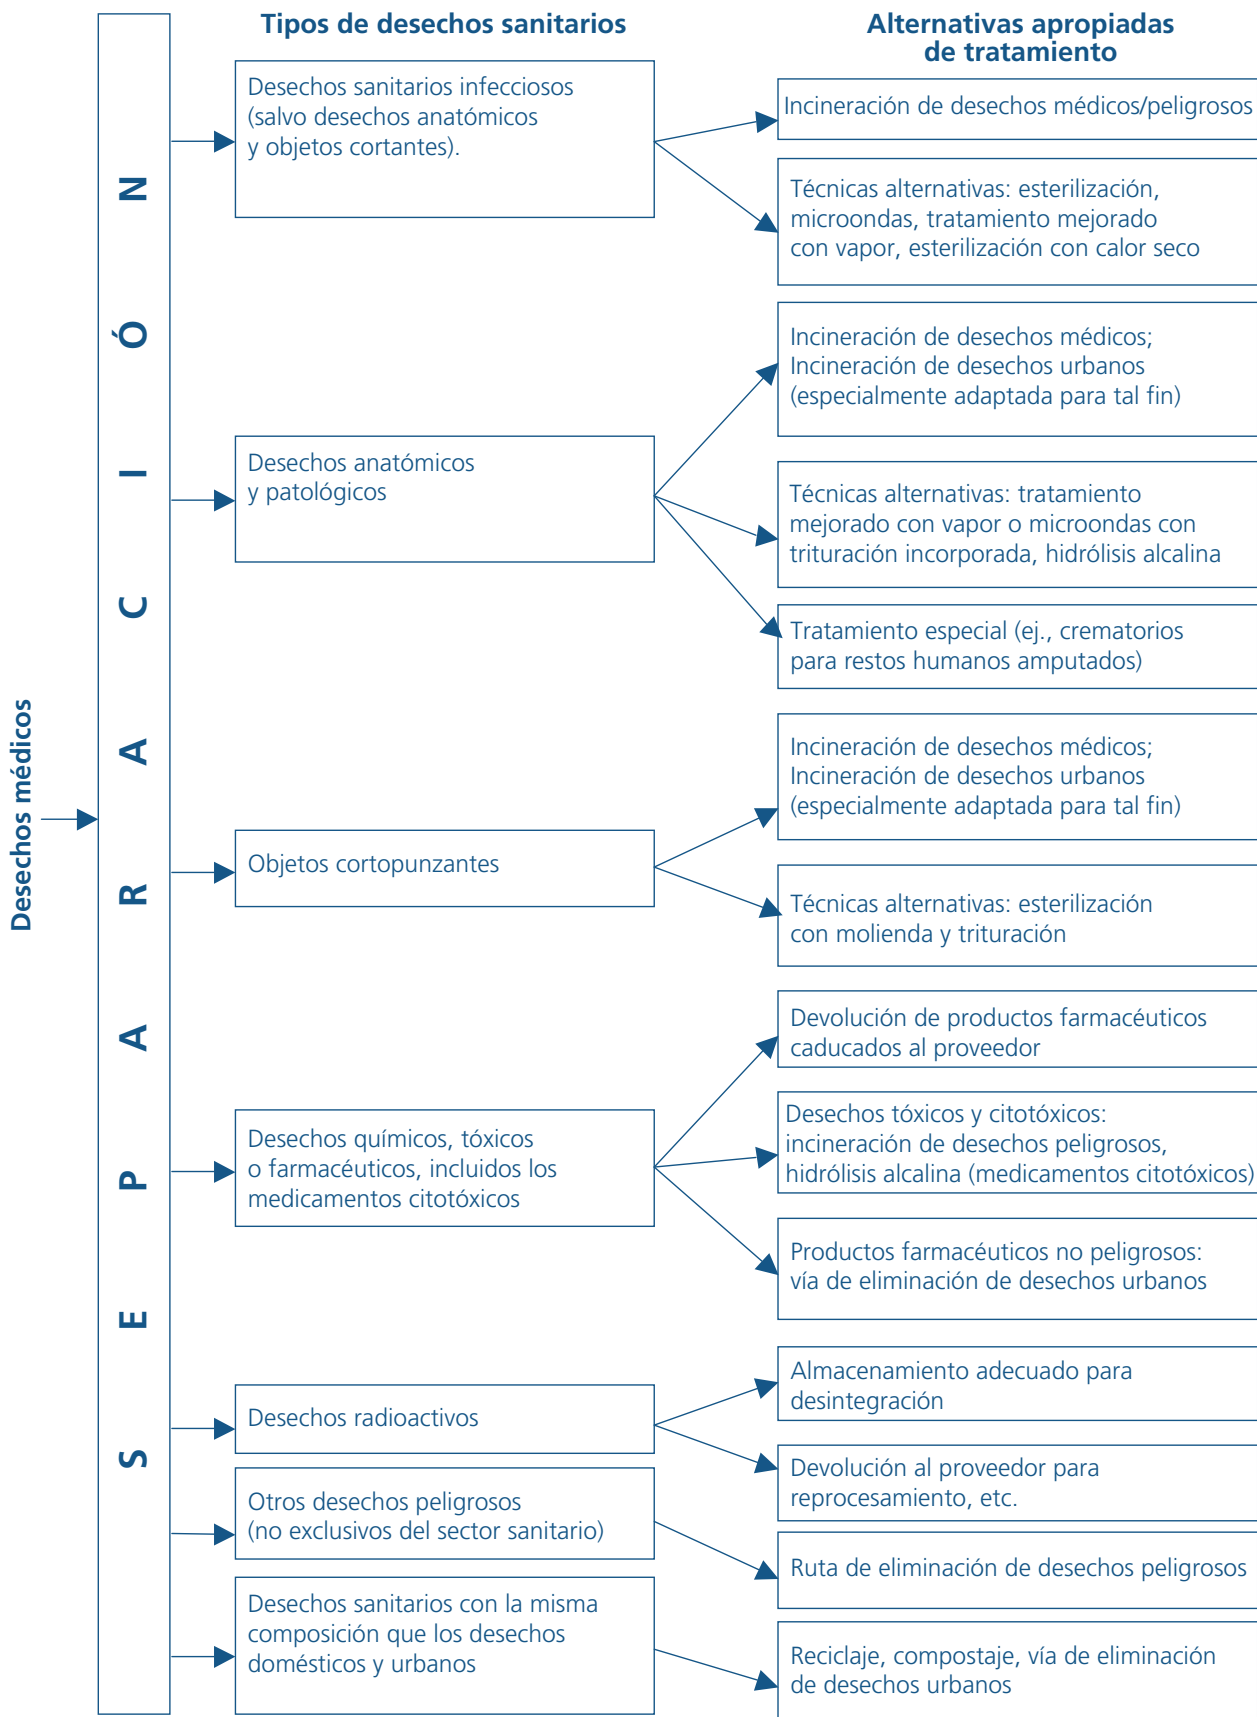 Tipos de desechos sanitarios
Alternativas apropiadas
de tratamiento
Desechos médicos
SEPARACIÓN
Desechos sanitarios infecciosos
(salvo desechos anatómicos
y objetos cortantes).
Incineración de desechos médicos/peligrosos
Técnicas alternativas: esterilización,
microondas, tratamiento mejorado
con vapor, esterilización con calor seco
Desechos anatómicos
y patológicos
Incineración de desechos médicos;
Incineración de desechos urbanos
(especialmente adaptada para tal fin)
Técnicas alternativas: tratamiento
mejorado con vapor o microondas con
trituración incorporada, hidrólisis alcalina
Tratamiento especial (ej., crematorios
para restos humanos amputados)
Objetos cortopunzantes
Incineración de desechos médicos;
Incineración de desechos urbanos
(especialmente adaptada para tal fin)
Técnicas alternativas: esterilización
con molienda y trituración
Desechos químicos, tóxicos
o farmacéuticos, incluidos los
medicamentos citotóxicos
Devolución de productos farmacéuticos
caducados al proveedor
Desechos tóxicos y citotóxicos:
incineración de desechos peligrosos,
hidrólisis alcalina (medicamentos citotóxicos)
Productos farmacéuticos no peligrosos:
vía de eliminación de desechos urbanos
Desechos radioactivos
Almacenamiento adecuado para
desintegración
Devolución al proveedor para
reprocesamiento, etc.
Otros desechos peligrosos
(no exclusivos del sector sanitario)
Ruta de eliminación de desechos peligrosos
Desechos sanitarios con la misma
composición que los desechos
domésticos y urbanos
Reciclaje, compostaje, vía de eliminación
de desechos urbanos